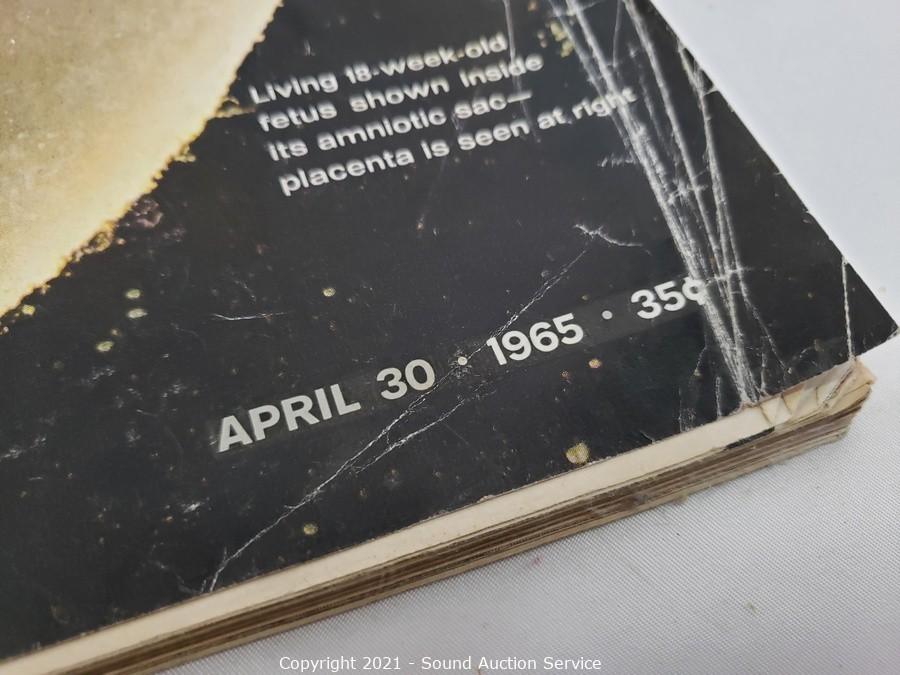 Living 18-week-old
fetus shown inside
its amniotic sac—
placenta is seen at right
APRIL 30 · 1965 · 35¢
Copyright 2021 - Sound Auction Service